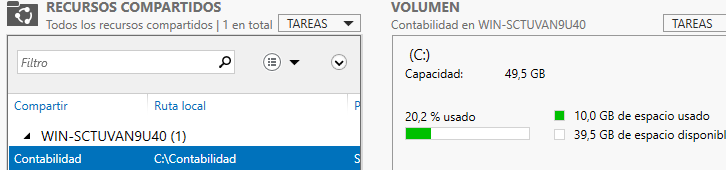 RECURSOS COMPARTIDOS
Todos los recursos compartidos | 1 en total
TAREAS
Filtro
Compartir
Ruta local
P
WIN-SCTUVAN9U40 (1)
Contabilidad
C:\Contabilidad
S
VOLUMEN
Contabilidad en WIN-SCTUVAN9U40
TAREAS
(C:)
Capacidad:
49,5 GB
20,2 % usado
10,0 GB de espacio usado
39,5 GB de espacio disponibl